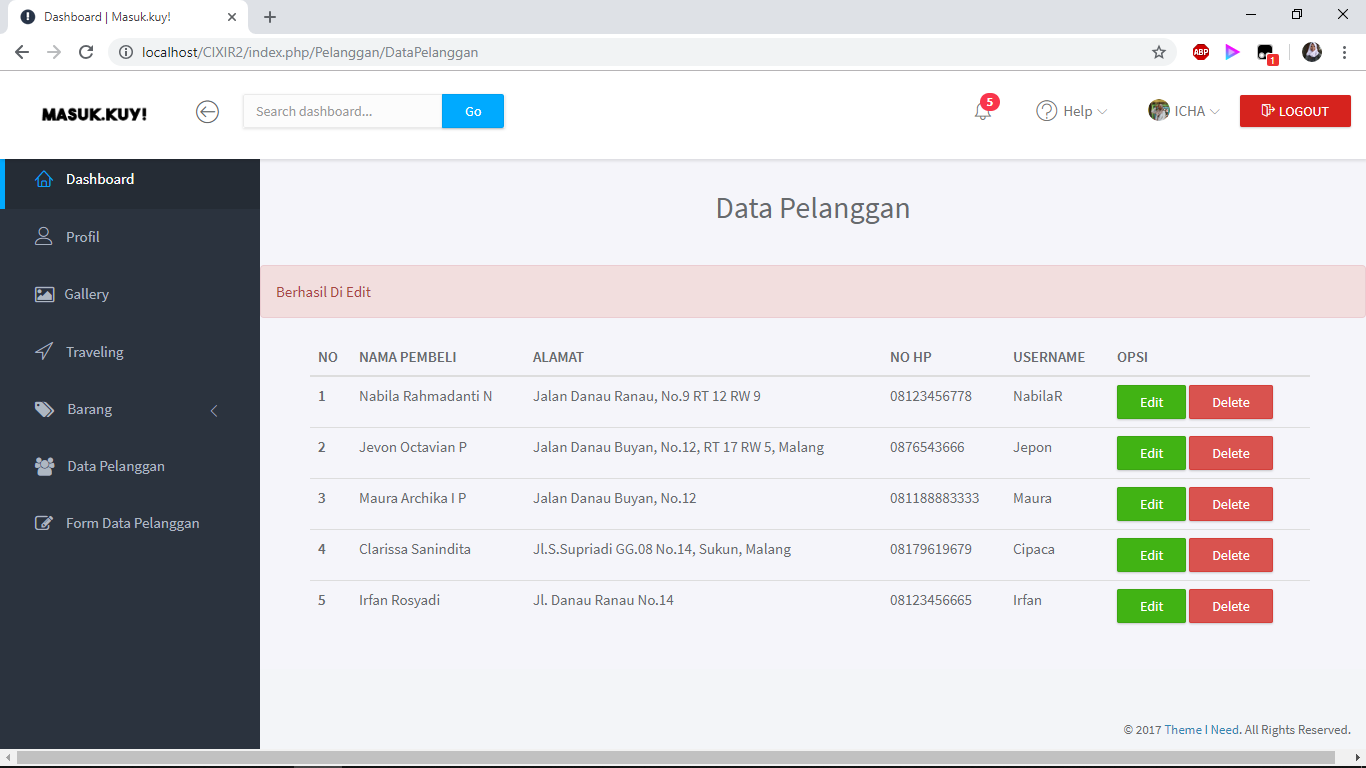 Dashboard | Masuk.kuy!
localhost/CIXIR2/index.php/Pelanggan/DataPelanggan
ABP
1
MASUK.KUY!
Search dashboard...
Go
5
Help
ICHA
LOGOUT
Dashboard
Profil
Gallery
Traveling
Barang
Data Pelanggan
Form Data Pelanggan
Data Pelanggan
Berhasil Di Edit
NO NAMA PEMBELI ALAMAT NO HP USERNAME OPSI
1 Nabila Rahmadanti N Jalan Danau Ranau, No.9 RT 12 RW 9 08123456778 NabilaR Edit Delete
2 Jevon Octavian P Jalan Danau Buyan, No.12, RT 17 RW 5, Malang 0876543666 Jepon Edit Delete
3 Maura Archika I P Jalan Danau Buyan, No.12 081188883333 Maura Edit Delete
4 Clarissa Sanindita Jl.S.Supriadi GG.08 No.14, Sukun, Malang 08179619679 Cipaca Edit Delete
5 Irfan Rosyadi Jl. Danau Ranau No.14 08123456665 Irfan Edit Delete
© 2017 Theme I Need. All Rights Reserved.